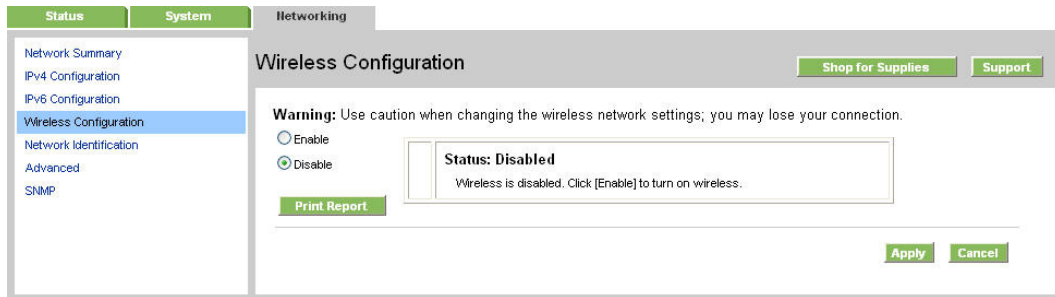 Status System Networking
Network Summary
IPv4 Configuration
IPv6 Configuration
Wireless Configuration
Network Identification
Advanced
SNMP
Wireless Configuration
Shop for Supplies Support
Warning: Use caution when changing the wireless network settings; you may lose your connection.
Enable
Disable
Status: Disabled
Wireless is disabled. Click [Enable] to turn on wireless.
Print Report
Apply Cancel